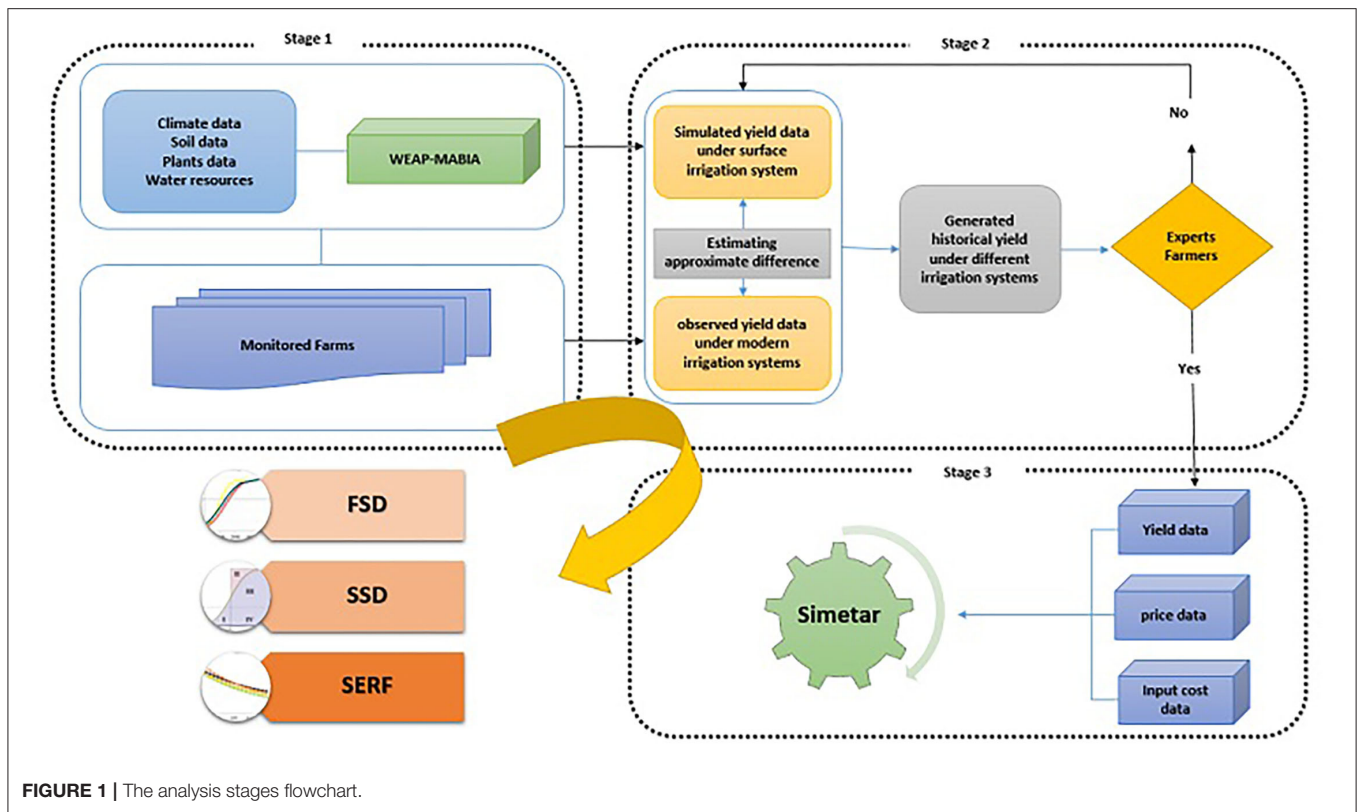 Stage 1
Climate data
Soil data
Plants data
Water resources
WEAP-MABIA
Monitored Farms
Stage 2
Simulated yield data
under surface
irrigation system
Estimating
approximate difference
observed yield data
under modern
irrigation systems
Generated
historical yield
under different
irrigation systems
No
Experts
Farmers
Yes
FSD
SSD
SERF
Stage 3
Simetar
Yield data
price data
Input cost
data
FIGURE 1 | The analysis stages flowchart.